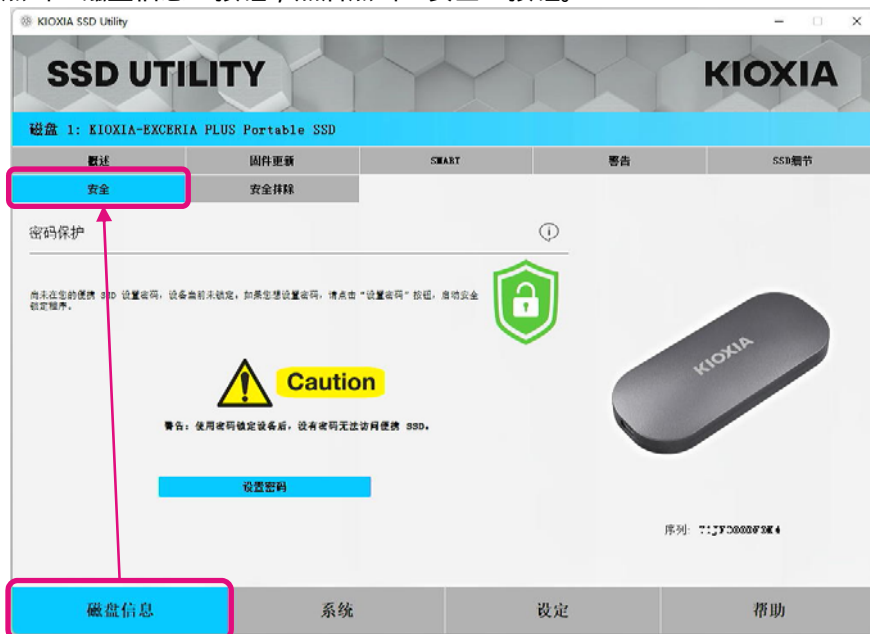 KIOXIA SSD Utility
SSD UTILITY
KIOXIA
磁盘 1: KIOXIA-EXCERIA PLUS Portable SSD
概述 固件更新 SMART 警告 SSD细节
安全 安全抹除
密码保护
尚未在您的便携 SSD 设置密码，设备当前未锁定。如果您想设置密码，请点击“设置密码”按钮，启动安全
锁定程序。
KIOXIA
Caution
警告: 使用密码锁定设备后，没有密码无法访问便携 SSD。
设置密码
序列:
磁盘信息 系统 设定 帮助